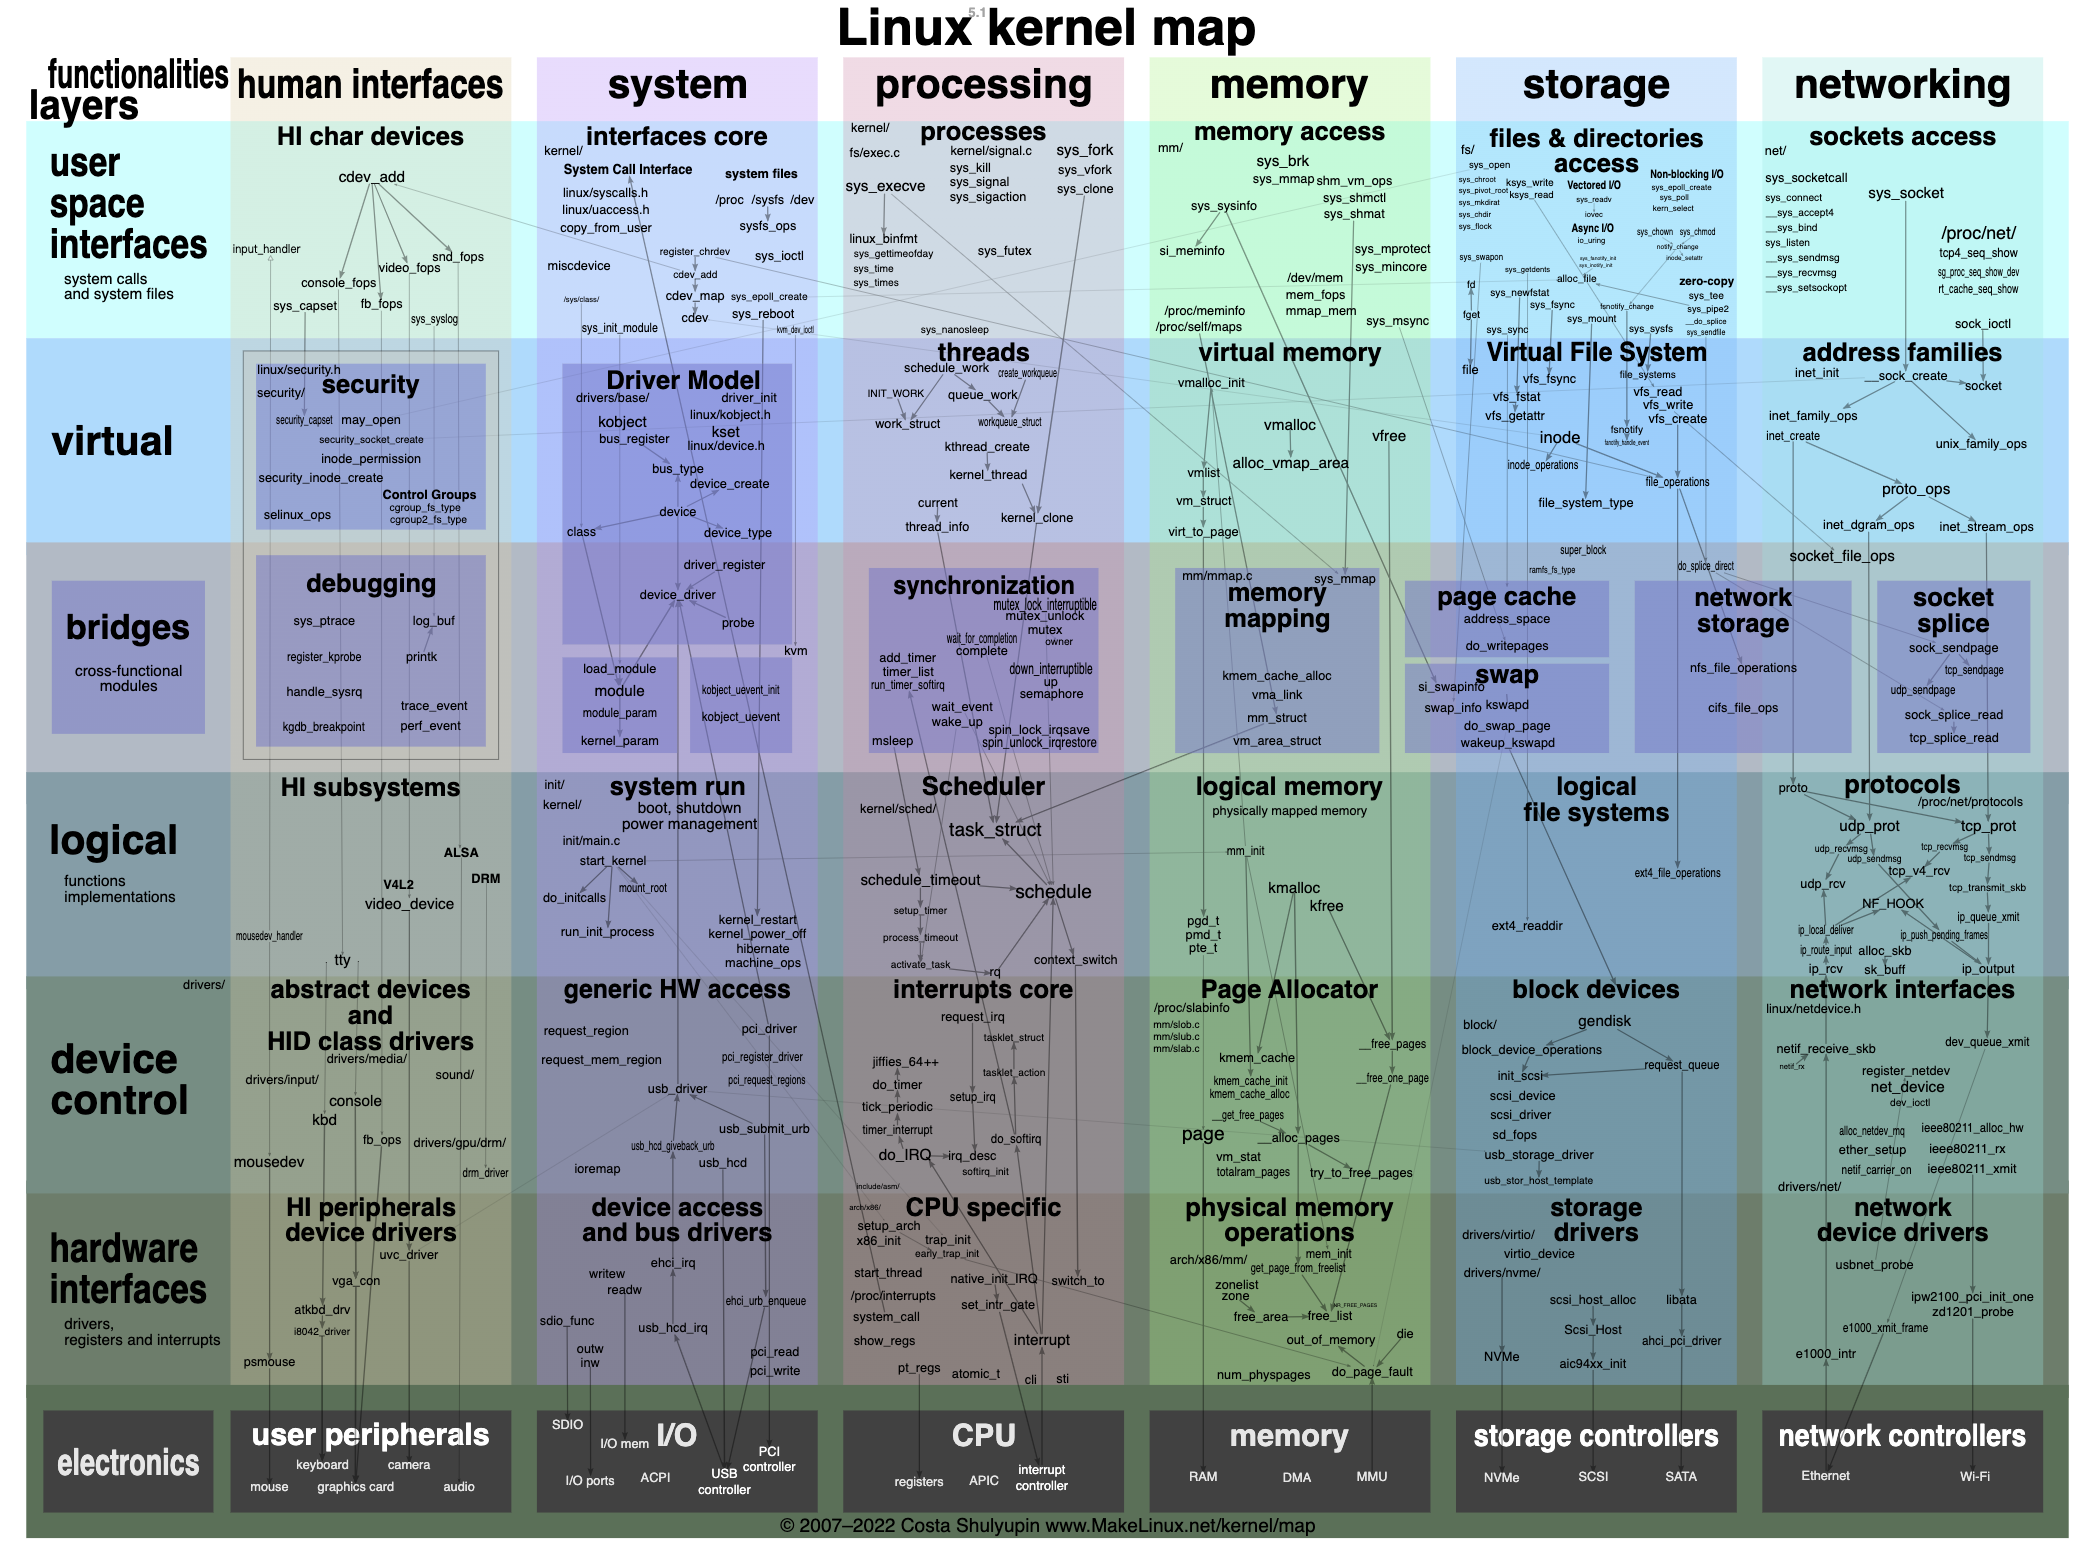 5.1
Linux kernel map
functionalities
layers
human interfaces
system
processing
memory
storage
networking
user
space
interfaces
system calls
and system files
HI char devices
cdev_add
input_handler
console_fops
video_fops
snd_fops
sys_capset
fb_fops
sys_syslog
interfaces core
kernel/
System Call Interface
linux/syscalls.h
linux/uaccess.h
copy_from_user
system files
/proc /sysfs /dev
sysfs_ops
register_chrdev
sys_ioctl
miscdevice
cdev_add
/sys/class/
cdev_map
sys_epoll_create
cdev
sys_reboot
sys_init_module
kvm_dev_ioctl
processes
kernel/
fs/exec.c
kernel/signal.c
sys_kill
sys_signal
sys_sigaction
sys_fork
sys_vfork
sys_clone
sys_execve
linux_binfmt
sys_gettimeofday
sys_time
sys_times
sys_futex
sys_nanosleep
memory access
mm/
sys_brk
sys_mmap
shm_vm_ops
sys_shmctl
sys_shmat
sys_sysinfo
si_meminfo
sys_mprotect
sys_mincore
/dev/mem
mem_fops
mmap_mem
/proc/meminfo
/proc/self/maps
sys_msync
files & directories
access
fs/
sys_open
sys_chroot
sys_pivot_root
sys_mkdirat
sys_chdir
sys_flock
ksys_write
ksys_read
Vectored I/O
sys_readv
iovec
Async I/O
io_uring
Non-blocking I/O
sys_epoll_create
sys_poll
kern_select
sys_chown sys_chmod
notify_change
inode_setattr
sys_swapon
sys_getdents
sys_fanotify_init
sys_inotify_init
alloc_file
fd
sys_newfstat
sys_fsync
fget
sys_sync
sys_mount
fsnotify_change
sys_sysfs
zero-copy
sys_tee
sys_pipe2
__do_splice
sys_sendfile
sockets access
net/
sys_socketcall
sys_connect
__sys_accept4
__sys_bind
sys_listen
__sys_sendmsg
__sys_recvmsg
__sys_setsockopt
sys_socket
/proc/net/
tcp4_seq_show
sg_proc_seq_show_dev
rt_cache_seq_show
sock_ioctl
virtual
linux/security.h
security
security/
security_capset
may_open
security_socket_create
inode_permission
security_inode_create
Control Groups
cgroup_fs_type
cgroup2_fs_type
selinux_ops
Driver Model
drivers/base/
driver_init
linux/kobject.h
kobject
kset
bus_register
linux/device.h
bus_type
device_create
device
class
device_type
driver_register
device_driver
probe
kvm
threads
schedule_work
create_workqueue
INIT_WORK
queue_work
work_struct
workqueue_struct
kthread_create
kernel_thread
current
thread_info
kernel_clone
virtual memory
vmalloc_init
vmalloc
vfree
alloc_vmap_area
vmlist
vm_struct
virt_to_page
Virtual File System
file
vfs_fsync
file_systems
vfs_fstat
vfs_read
vfs_write
vfs_getattr
vfs_create
inode
fsnotify
fanotify_handle_event
inode_operations
file_operations
file_system_type
super_block
ramfs_fs_type
do_splice_direct
address families
inet_init
__sock_create
socket
inet_family_ops
inet_create
unix_family_ops
proto_ops
inet_dgram_ops
inet_stream_ops
socket_file_ops
bridges
cross-functional
modules
debugging
sys_ptrace
log_buf
register_kprobe
printk
handle_sysrq
trace_event
kgdb_breakpoint
perf_event
load_module
module
module_param
kernel_param
kobject_uevent_init
kobject_uevent
synchronization
mutex_lock_interruptible
mutex_unlock
mutex
owner
wait_for_completion
complete
add_timer
timer_list
run_timer_softirq
down_interruptible
up
semaphore
wait_event
wake_up
msleep
spin_lock_irqsave
spin_unlock_irqrestore
mm/mmap.c
sys_mmap
memory
mapping
kmem_cache_alloc
vma_link
mm_struct
vm_area_struct
page cache
address_space
do_writepages
swap
si_swapinfo
swap_info
kswapd
do_swap_page
wakeup_kswapd
network
storage
nfs_file_operations
cifs_file_ops
socket
splice
sock_sendpage
tcp_sendpage
udp_sendpage
sock_splice_read
tcp_splice_read
logical
functions
implementations
HI subsystems
ALSA
DRM
V4L2
video_device
mousedev_handler
tty
system run
init/
kernel/
boot, shutdown
power management
init/main.c
start_kernel
do_initcalls
mount_root
run_init_process
kernel_restart
kernel_power_off
hibernate
machine_ops
Scheduler
kernel/sched/
task_struct
schedule_timeout
schedule
setup_timer
process_timeout
activate_task
rq
context_switch
logical memory
physically mapped memory
mm_init
kmalloc
kfree
pgd_t
pmd_t
pte_t
logical
file systems
ext4_file_operations
ext4_readdir
protocols
proto
/proc/net/protocols
udp_prot
tcp_prot
udp_recvmsg
udp_sendmsg
tcp_recvmsg
tcp_sendmsg
tcp_v4_rcv
udp_rcv
tcp_transmit_skb
NF_HOOK
ip_queue_xmit
ip_local_deliver
ip_push_pending_frames
ip_route_input
alloc_skb
ip_rcv
sk_buff
ip_output
device
control
drivers/
abstract devices
and
HID class drivers
drivers/media/
drivers/input/
sound/
console
kbd
fb_ops
drivers/gpu/drm/
mousedev
drm_driver
generic HW access
request_region
pci_driver
request_mem_region
pci_register_driver
pci_request_regions
usb_driver
usb_submit_urb
usb_hcd_giveback_urb
usb_hcd
ioremap
interrupts core
request_irq
tasklet_struct
jiffies_64++
tasklet_action
do_timer
setup_irq
tick_periodic
timer_interrupt
do_softirq
do_IRQ
irq_desc
softirq_init
include/asm/
Page Allocator
/proc/slabinfo
mm/slob.c
mm/slub.c
mm/slab.c
__free_pages
kmem_cache
kmem_cache_init
kmem_cache_alloc
__free_one_page
__get_free_pages
page
__alloc_pages
vm_stat
totalram_pages
try_to_free_pages
block devices
gendisk
block/
block_device_operations
init_scsi
request_queue
scsi_device
scsi_driver
sd_fops
usb_storage_driver
usb_stor_host_template
network interfaces
linux/netdevice.h
netif_receive_skb
netif_rx
dev_queue_xmit
register_netdev
net_device
dev_ioctl
alloc_netdev_mq
ether_setup
netif_carrier_on
ieee80211_alloc_hw
ieee80211_rx
ieee80211_xmit
drivers/net/
hardware
interfaces
drivers,
registers and interrupts
HI peripherals
device drivers
uvc_driver
vga_con
atkbd_drv
i8042_driver
psmouse
device access
and bus drivers
ehci_irq
writew
readw
ehci_urb_enqueue
sdio_func
usb_hcd_irq
outw
inw
pci_read
pci_write
arch/x86/
CPU specific
setup_arch
x86_init
trap_init
early_trap_init
start_thread
native_init_IRQ
switch_to
/proc/interrupts
set_intr_gate
system_call
show_regs
interrupt
pt_regs
atomic_t
cli
sti
physical memory
operations
arch/x86/mm/
mem_init
get_page_from_freelist
zonelist
zone
NR_FREE_PAGES
free_area
free_list
out_of_memory
die
num_physpages
do_page_fault
storage
drivers
drivers/virtio/
virtio_device
drivers/nvme/
scsi_host_alloc
libata
Scsi_Host
ahci_pci_driver
NVMe
aic94xx_init
network
device drivers
usbnet_probe
ipw2100_pci_init_one
zd1201_probe
e1000_xmit_frame
e1000_intr
electronics
user peripherals
keyboard
camera
mouse
graphics card
audio
I/O
SDIO
I/O mem
I/O ports
ACPI
USB
controller
PCI
controller
CPU
registers
APIC
interrupt
controller
memory
RAM
DMA
MMU
storage controllers
NVMe
SCSI
SATA
network controllers
Ethernet
Wi-Fi
© 2007–2022 Costa Shulyupin www.MakeLinux.net/kernel/map